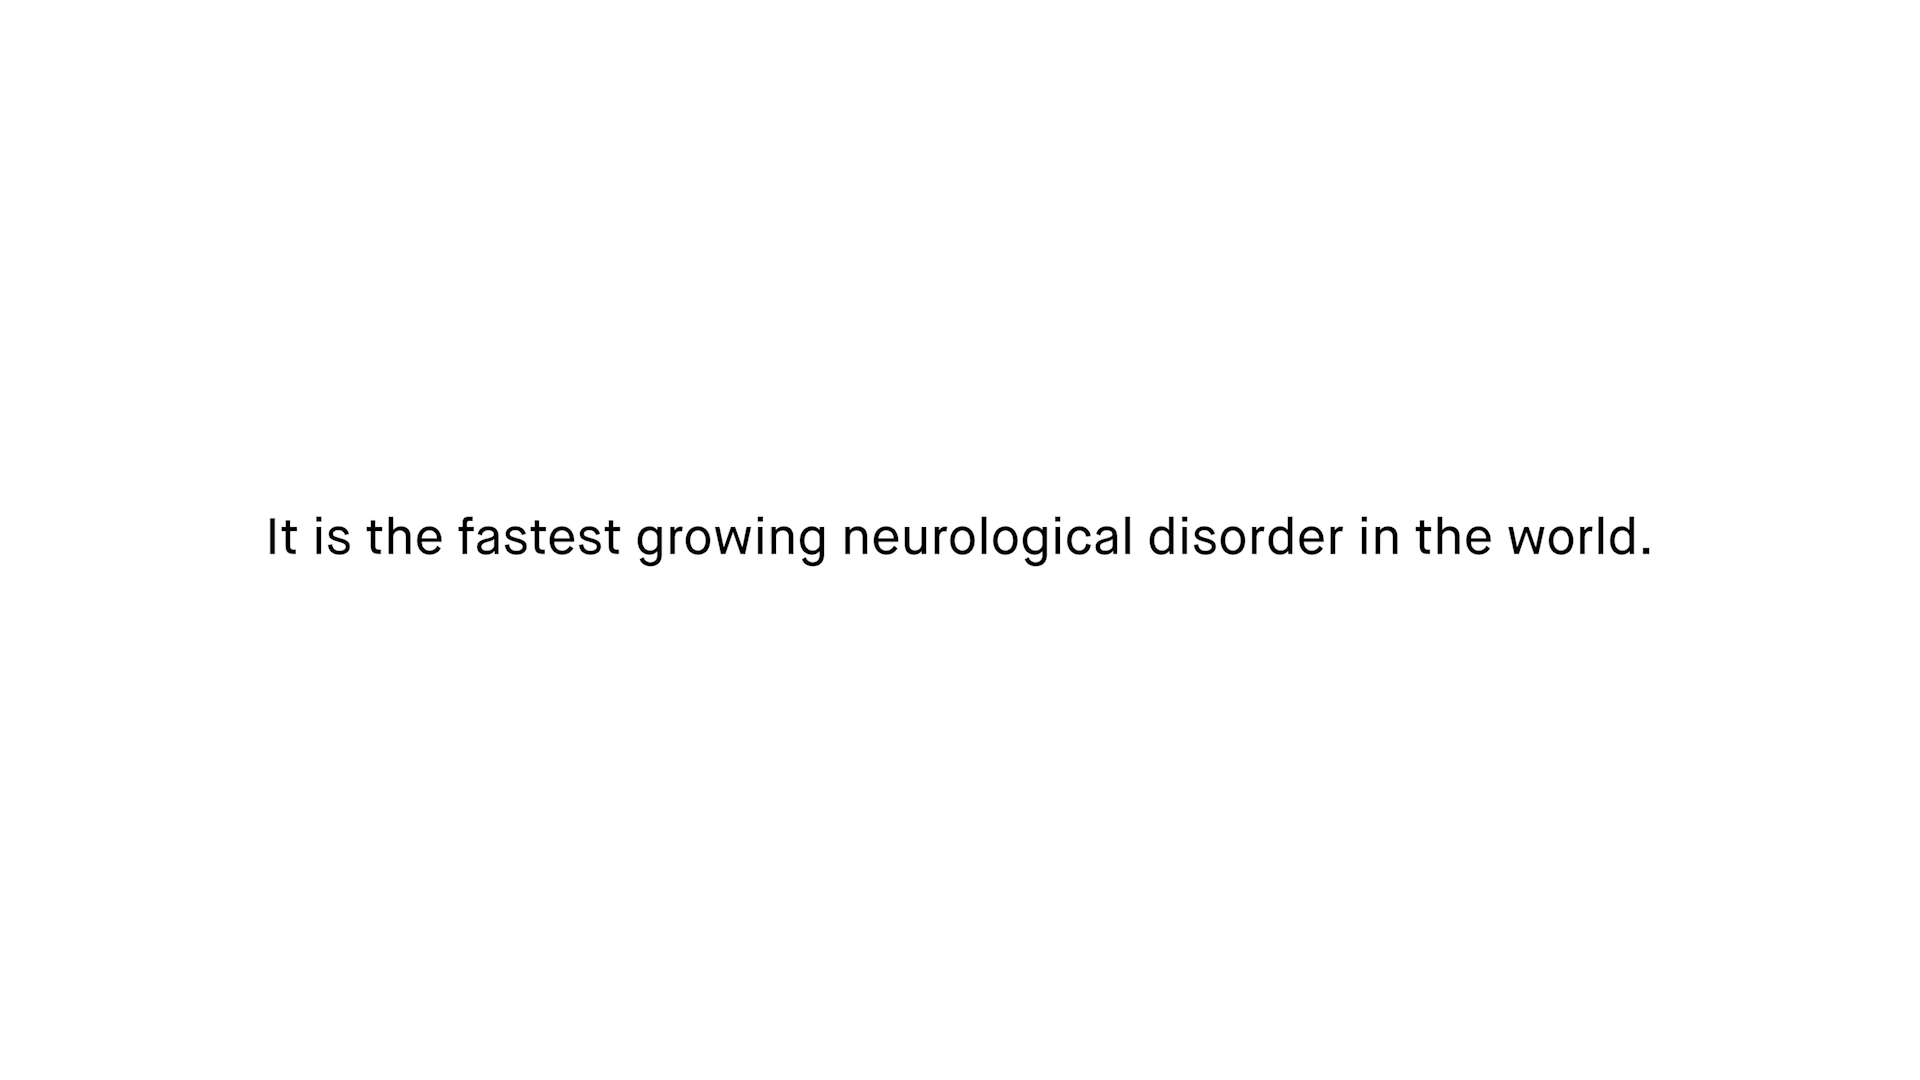 It is the fastest growing neurological disorder in the world.